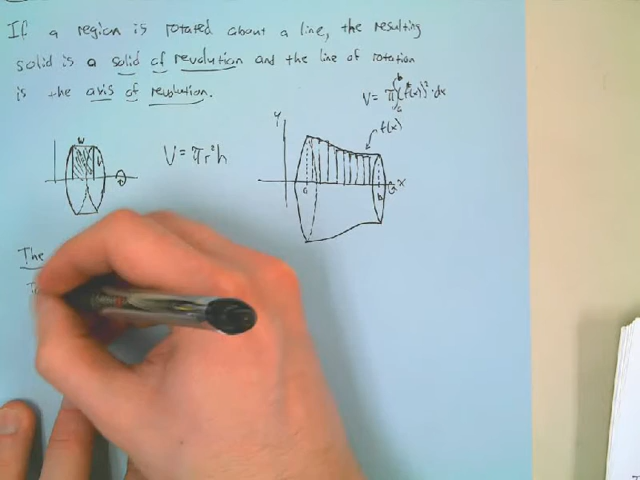 If a region is rotated about a line, the resulting
solid is a solid of revolution and the line of rotation
is the axis of revolution.
V = π∫ₐᵇ(f(x))²·dx
y
f(x)
w
V = πr²h
a
b
x
The